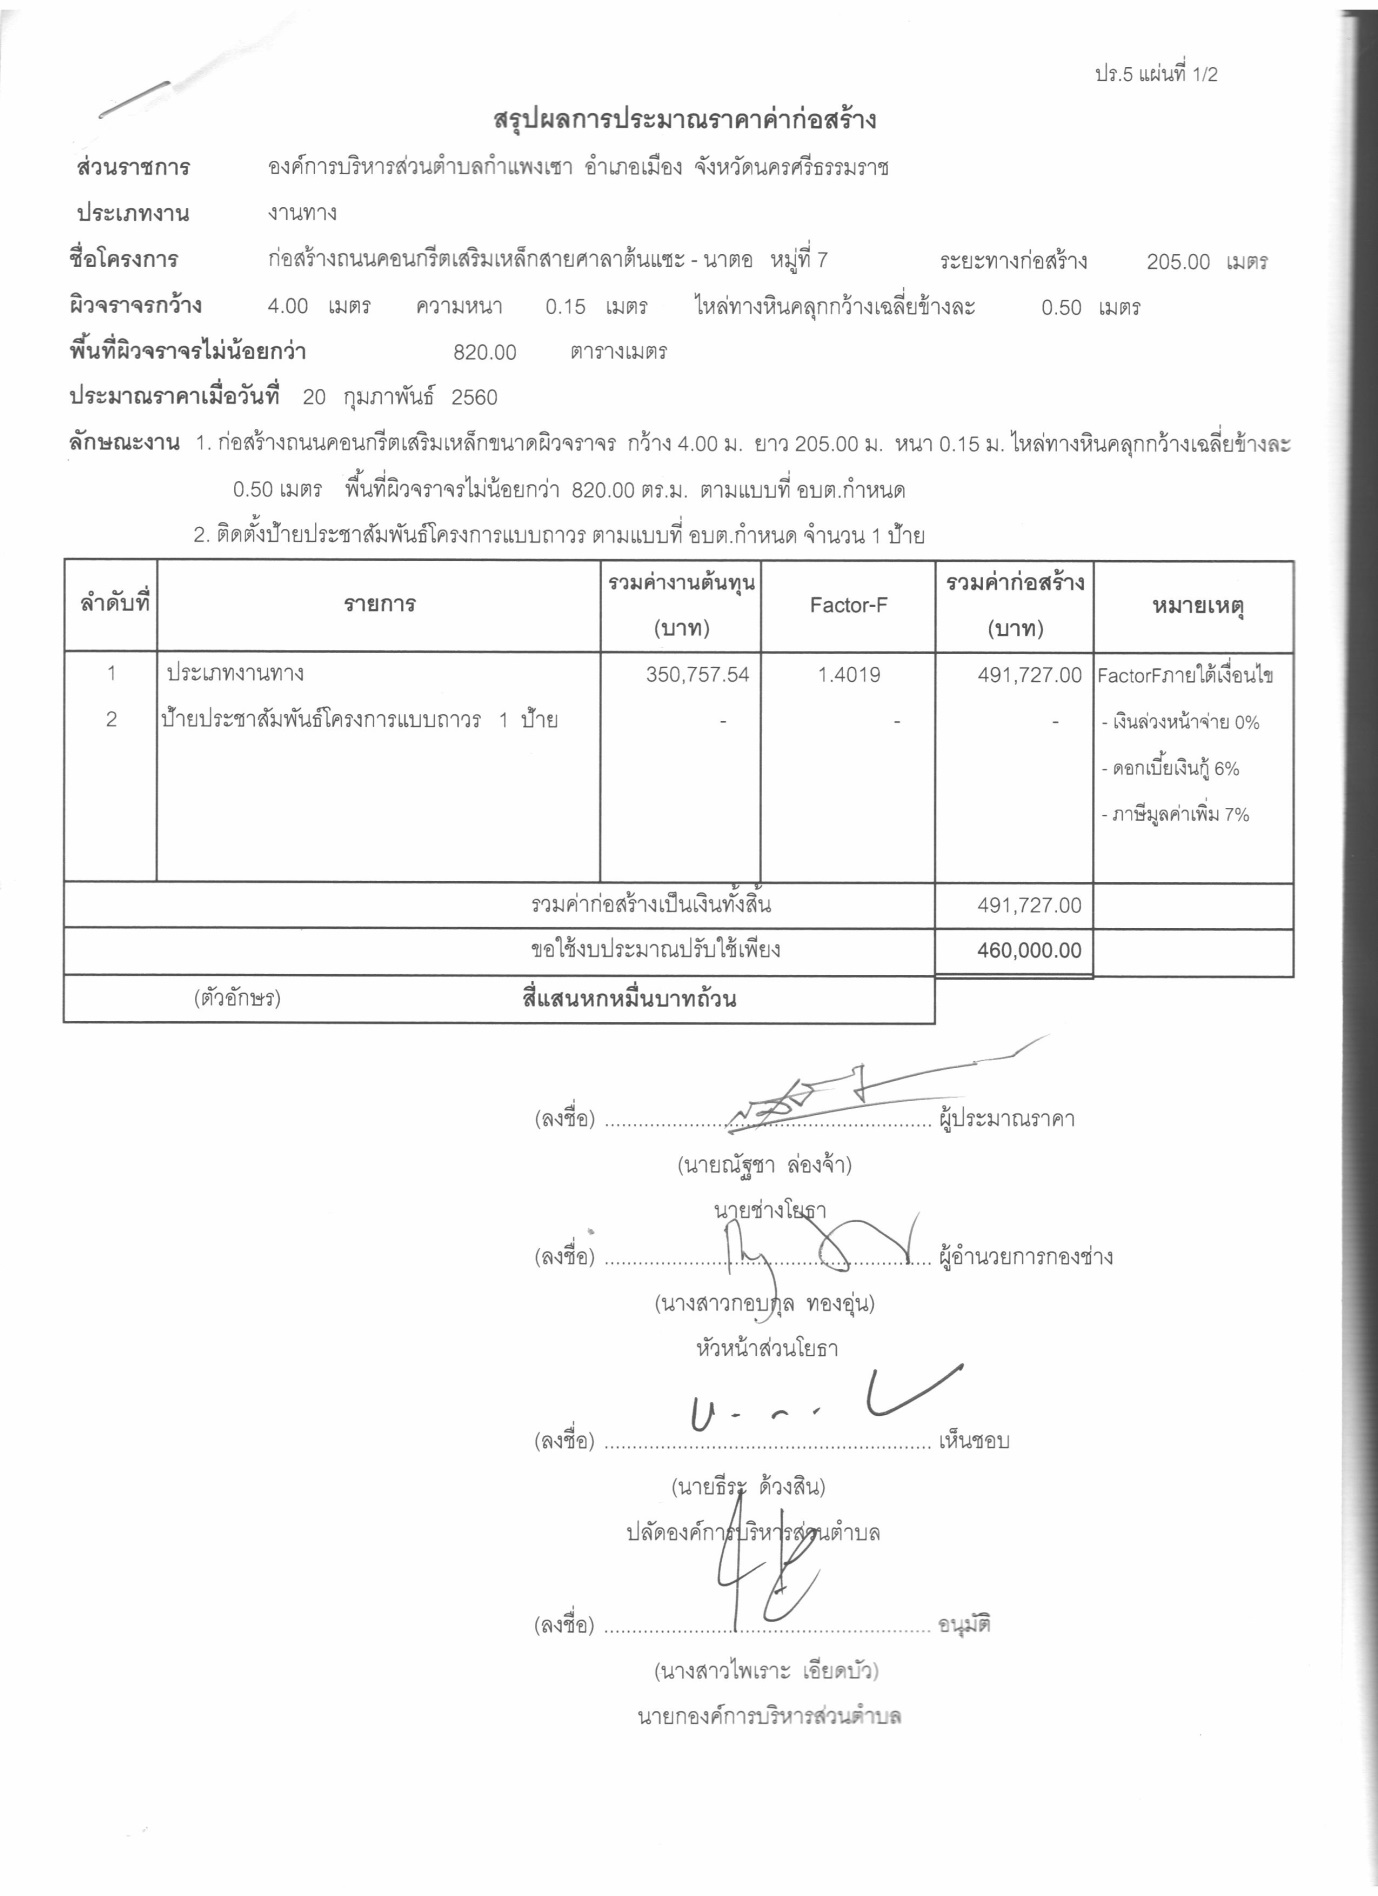 ปร.5 แผ่นที่ 1/2
สรุปผลการประมาณราคาค่าก่อสร้าง
ส่วนราชการ องค์การบริหารส่วนตำบลกำแพงเซา อำเภอเมือง จังหวัดนครศรีธรรมราช
ประเภทงาน งานทาง
ชื่อโครงการ ก่อสร้างถนนคอนกรีตเสริมเหล็กสายศาลาต้นแซะ - นาตอ หมู่ที่ 7 ระยะทางก่อสร้าง 205.00 เมตร
ผิวจราจรกว้าง 4.00 เมตร ความหนา 0.15 เมตร ไหล่ทางหินคลุกกว้างเฉลี่ยข้างละ 0.50 เมตร
พื้นที่ผิวจราจรไม่น้อยกว่า 820.00 ตารางเมตร
ประมาณราคาเมื่อวันที่ 20 กุมภาพันธ์ 2560
ลักษณะงาน 1. ก่อสร้างถนนคอนกรีตเสริมเหล็กขนาดผิวจราจร กว้าง 4.00 ม. ยาว 205.00 ม. หนา 0.15 ม. ไหล่ทางหินคลุกกว้างเฉลี่ยข้างละ
0.50 เมตร พื้นที่ผิวจราจรไม่น้อยกว่า 820.00 ตร.ม. ตามแบบที่ อบต.กำหนด
2. ติดตั้งป้ายประชาสัมพันธ์โครงการแบบถาวร ตามแบบที่ อบต.กำหนด จำนวน 1 ป้าย
ลำดับที่ รายการ รวมค่างานต้นทุน (บาท) Factor-F รวมค่าก่อสร้าง (บาท) หมายเหตุ
1 ประเภทงานทาง 350,757.54 1.4019 491,727.00 FactorFภายใต้เงื่อนไข
2 ป้ายประชาสัมพันธ์โครงการแบบถาวร 1 ป้าย - - - - เงินล่วงหน้าจ่าย 0%
- ดอกเบี้ยเงินกู้ 6%
- ภาษีมูลค่าเพิ่ม 7%
รวมค่าก่อสร้างเป็นเงินทั้งสิ้น 491,727.00
ขอใช้งบประมาณปรับใช้เพียง 460,000.00
(ตัวอักษร) สี่แสนหกหมื่นบาทถ้วน
(ลงชื่อ) ........................................................ ผู้ประมาณราคา
(นายณัฐชา ล่องจ้า)
นายช่างโยธา
(ลงชื่อ) ........................................................ ผู้อำนวยการกองช่าง
(นางสาวกอบกุล ทองอุ่น)
หัวหน้าส่วนโยธา
(ลงชื่อ) ........................................................ เห็นชอบ
(นายธีระ ด้วงสิน)
ปลัดองค์การบริหารส่วนตำบล
(ลงชื่อ) ........................................................ อนุมัติ
(นางสาวไพเราะ เอียดบัว)
นายกองค์การบริหารส่วนตำบล